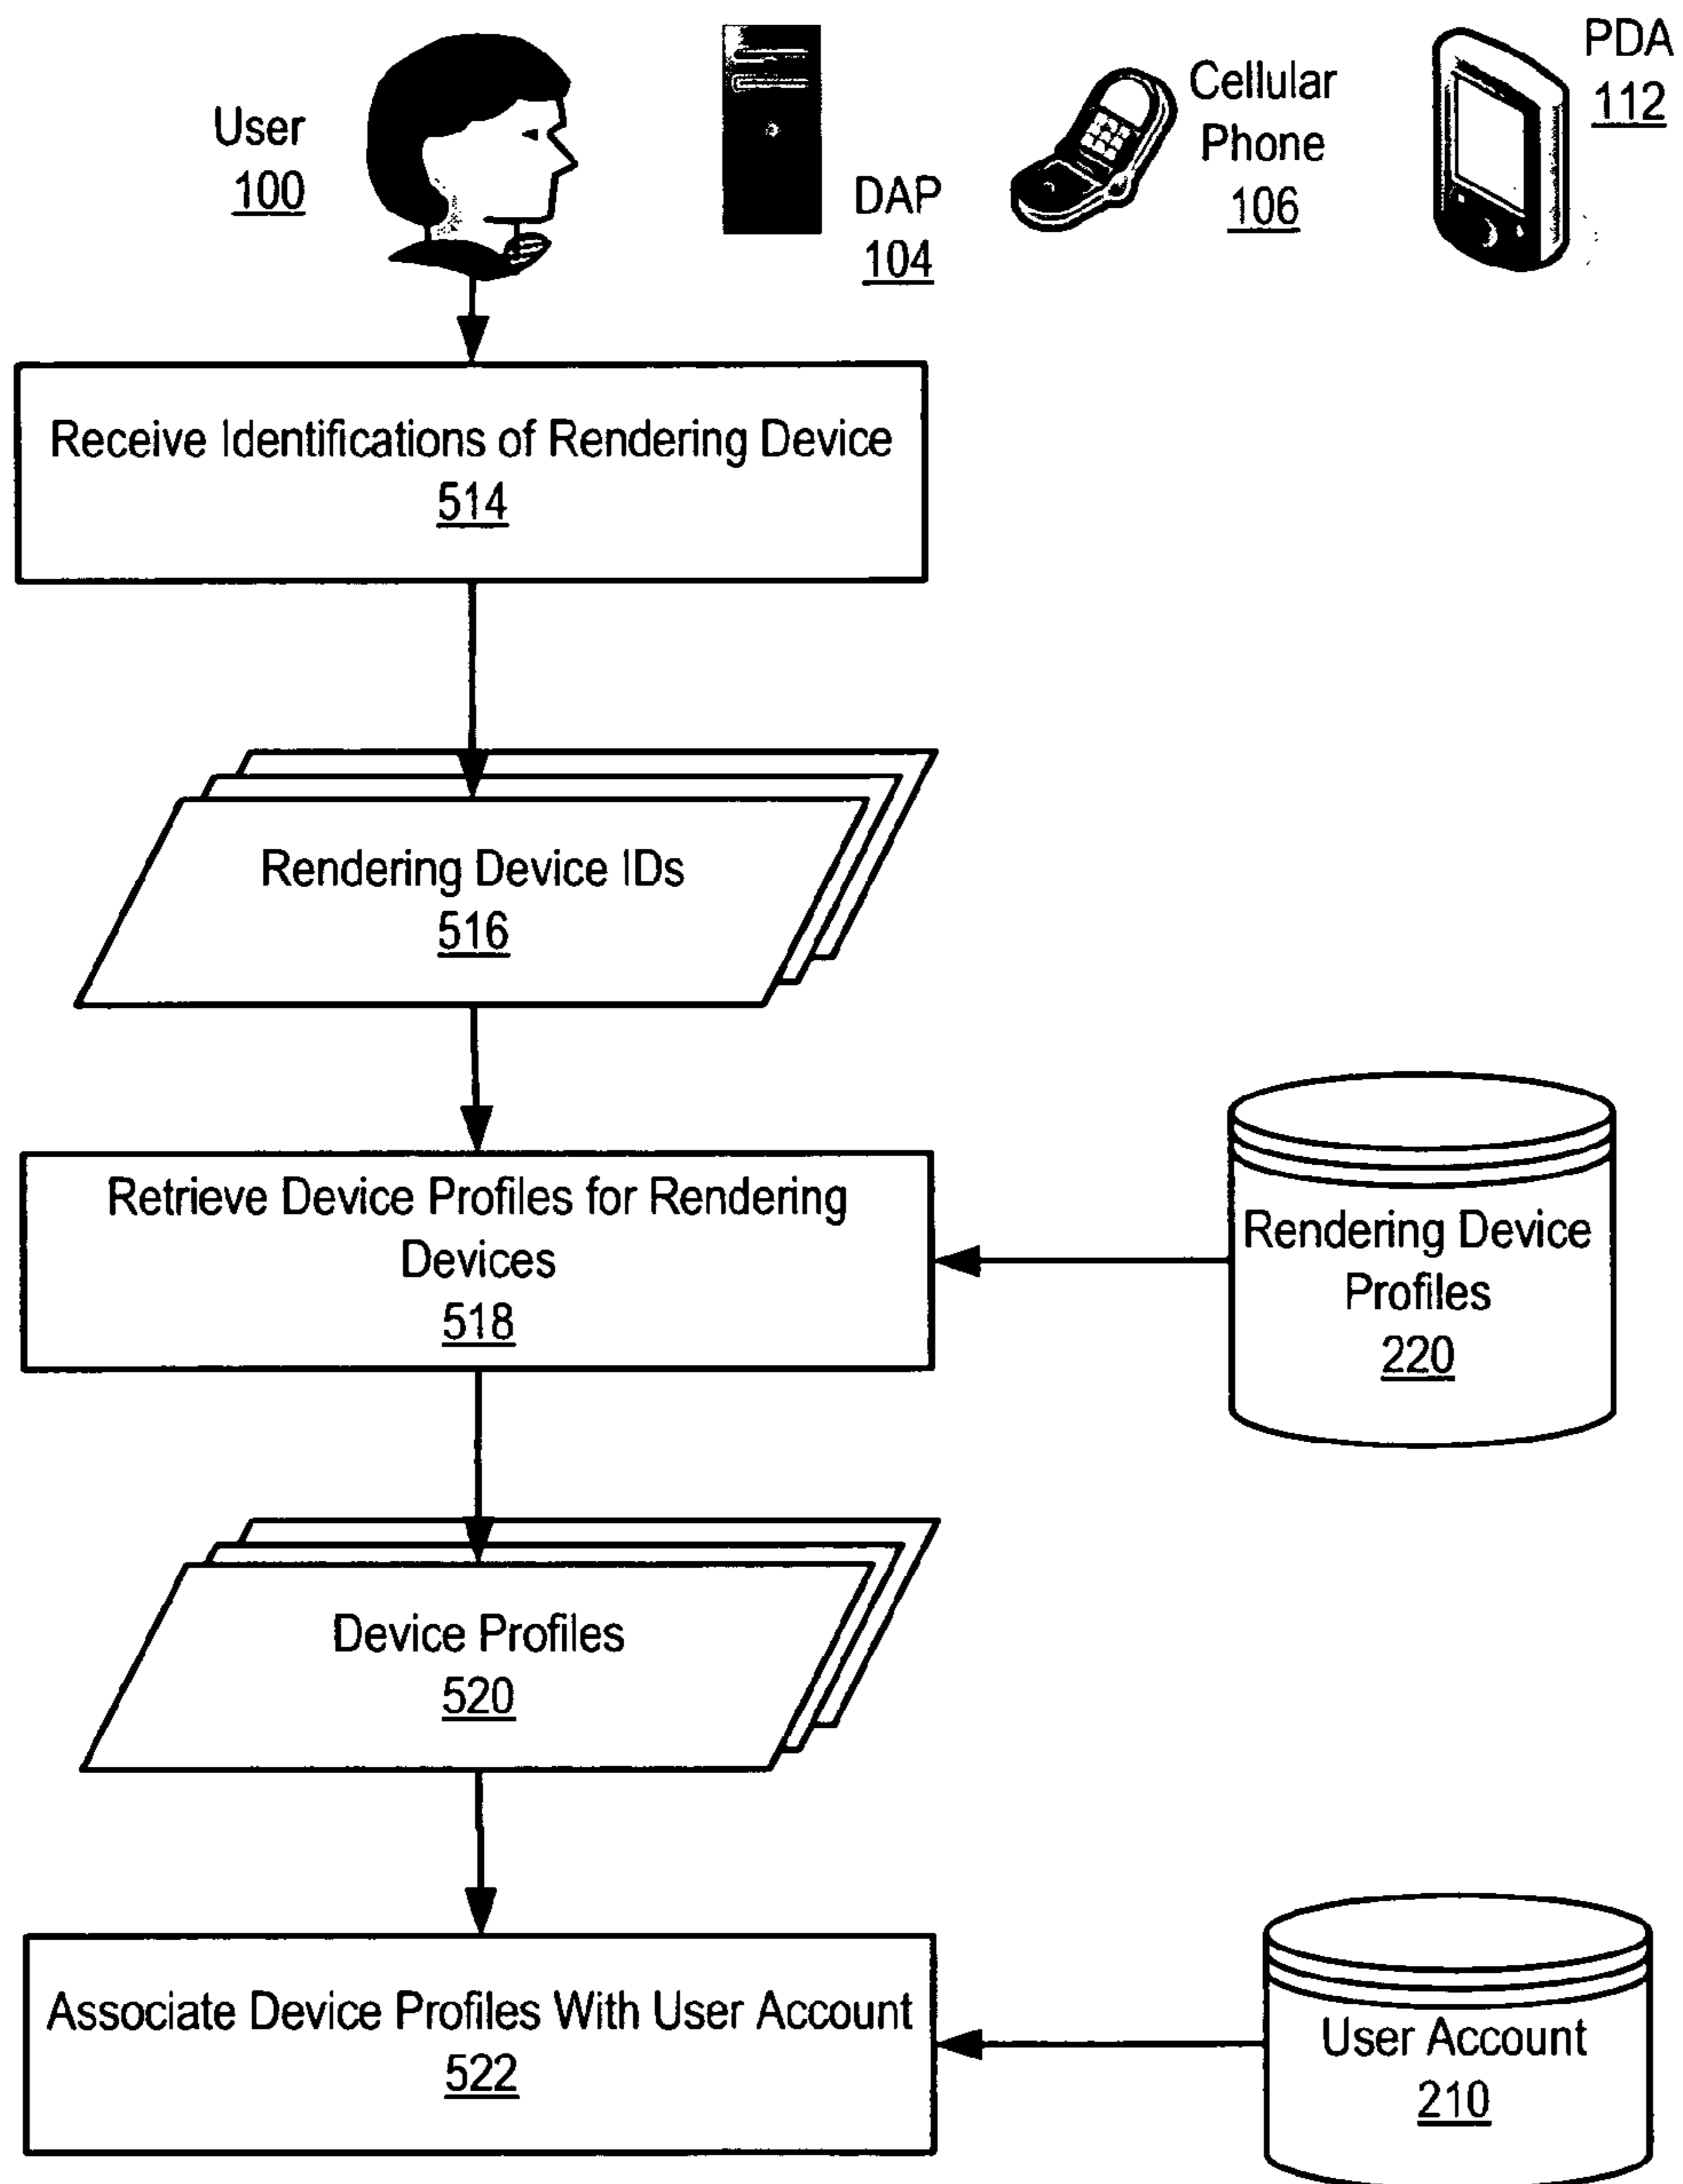 User
100
DAP
104
Cellular
Phone
106
PDA
112
Receive Identifications of Rendering Device
514
Rendering Device IDs
516
Retrieve Device Profiles for Rendering
Devices
518
Rendering Device
Profiles
220
Device Profiles
520
Associate Device Profiles With User Account
522
User Account
210